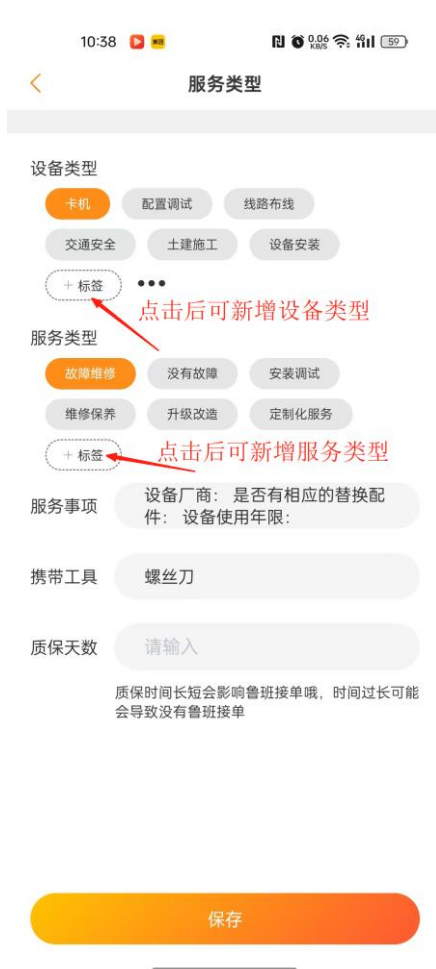 10:38 美团 0.06 KB/S 4G 59
服务类型
设备类型
卡机 配置调试 线路布线
交通安全 土建施工 设备安装
+ 标签 •••
点击后可新增设备类型
服务类型
故障维修 没有故障 安装调试
维修保养 升级改造 定制化服务
+ 标签 点击后可新增服务类型
服务事项 设备厂商: 是否有相应的替换配
件: 设备使用年限:
携带工具 螺丝刀
质保天数 请输入
质保时间长短会影响鲁班接单哦，时间过长可能
会导致没有鲁班接单
保存